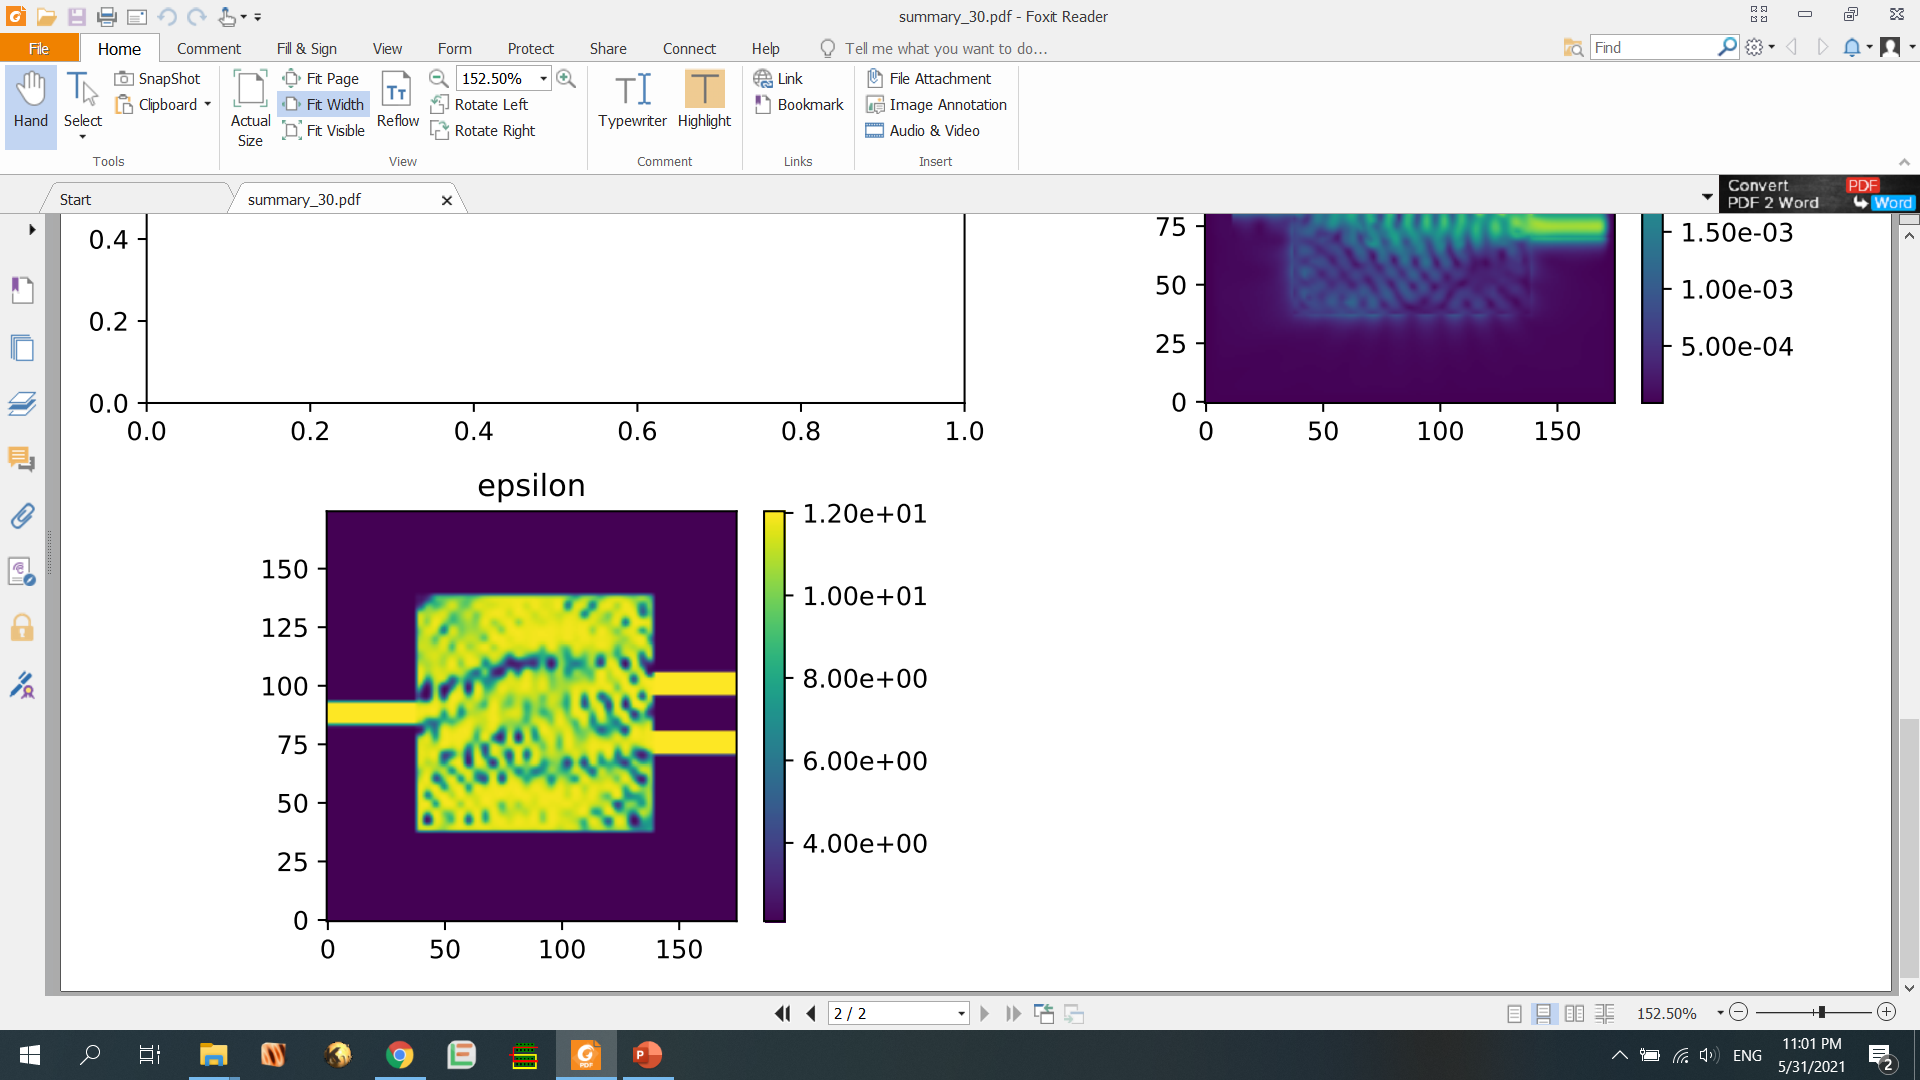 summary_30.pdf - Foxit Reader
File Home Comment Fill & Sign View Form Protect Share Connect Help Tell me what you want to do... Find
Hand
Select
SnapShot
Clipboard
Tools
Actual Size
Fit Page
Fit Width
Fit Visible
Reflow
152.50%
Rotate Left
Rotate Right
View
Typewriter
Highlight
Comment
Link
Bookmark
Links
File Attachment
Image Annotation
Audio & Video
Insert
Start
summary_30.pdf
Convert PDF
PDF 2 Word Word
0.4
0.2
0.0
0.0 0.2 0.4 0.6 0.8 1.0
75
50
25
0
0 50 100 150
1.50e-03
1.00e-03
5.00e-04
epsilon
150
125
100
75
50
25
0
0 50 100 150
1.20e+01
1.00e+01
8.00e+00
6.00e+00
4.00e+00
2 / 2
152.50%
ENG
11:01 PM
5/31/2021
2